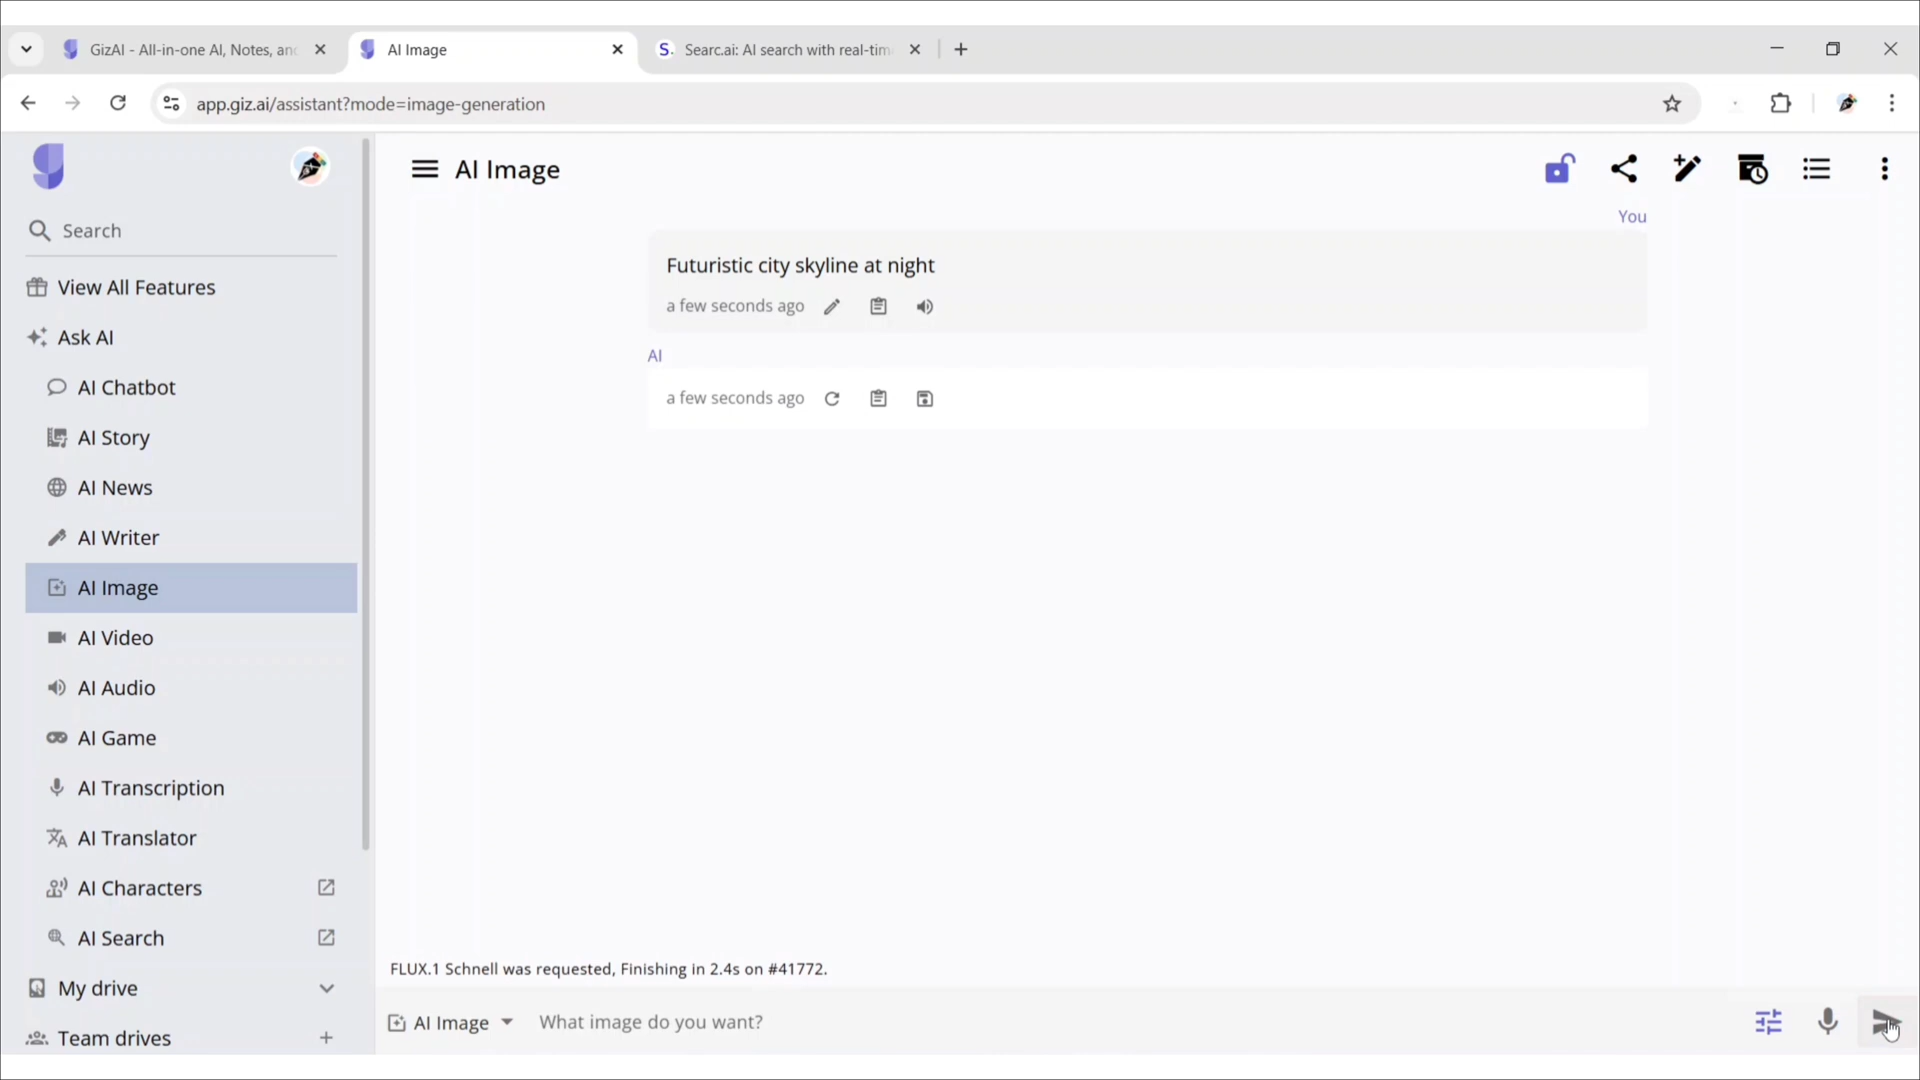 GizAI - All-in-one AI, Notes, an
AI Image
S. Searc.ai: AI search with real-tim
app.giz.ai/assistant?mode=image-generation
Search
View All Features
Ask AI
AI Chatbot
AI Story
AI News
AI Writer
AI Image
AI Video
AI Audio
AI Game
AI Transcription
AI Translator
AI Characters
AI Search
My drive
Team drives
AI Image
You
Futuristic city skyline at night
a few seconds ago
AI
a few seconds ago
FLUX.1 Schnell was requested, Finishing in 2.4s on #41772.
AI Image
What image do you want?